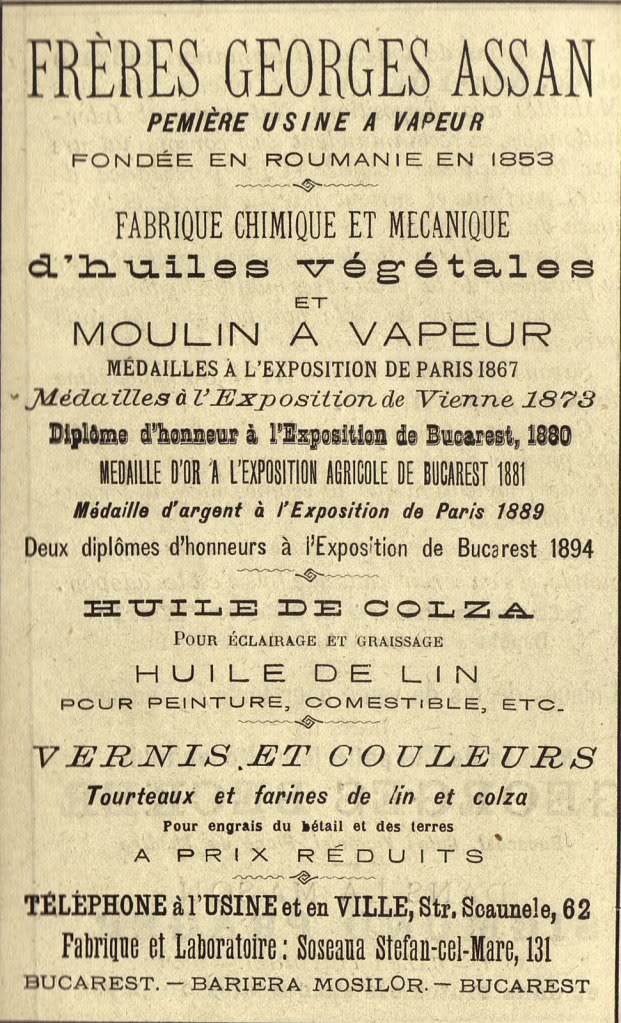 FRÈRES GEORGES ASSAN
PEMIÈRE USINE A VAPEUR
FONDÉE EN ROUMANIE EN 1853
FABRIQUE CHIMIQUE ET MECANIQUE
d'huiles végétales
ET
MOULIN A VAPEUR
MÉDAILLES À L'EXPOSITION DE PARIS 1867
Médailles à l'Exposition de Vienne 1873.
Diplôme d'honneur à l'Exposition de Bucarest, 1880
MEDAILLE D'OR A L'EXPOSITION AGRICOLE DE BUCAREST 1881
Médaille d'argent à l'Exposition de Paris 1889
Deux diplômes d'honneurs à l'Exposition de Bucarest 1894
HUILE DE COLZA
POUR ÉCLAIRAGE ET GRAISSAGE
HUILE DE LIN
POUR PEINTURE, COMESTIBLE, ETC.
VERNIS ET COULEURS
Tourteaux et farines de lin et colza
Pour engrais du bétail et des terres
A PRIX RÉDUITS
TÉLÉPHONE à l'USINE et en VILLE, Str. Scaunele, 62
Fabrique et Laboratoire: Soseaua Stefan-cel-Mare, 131
BUCAREST. — BARIERA MOSILOR. — BUCAREST